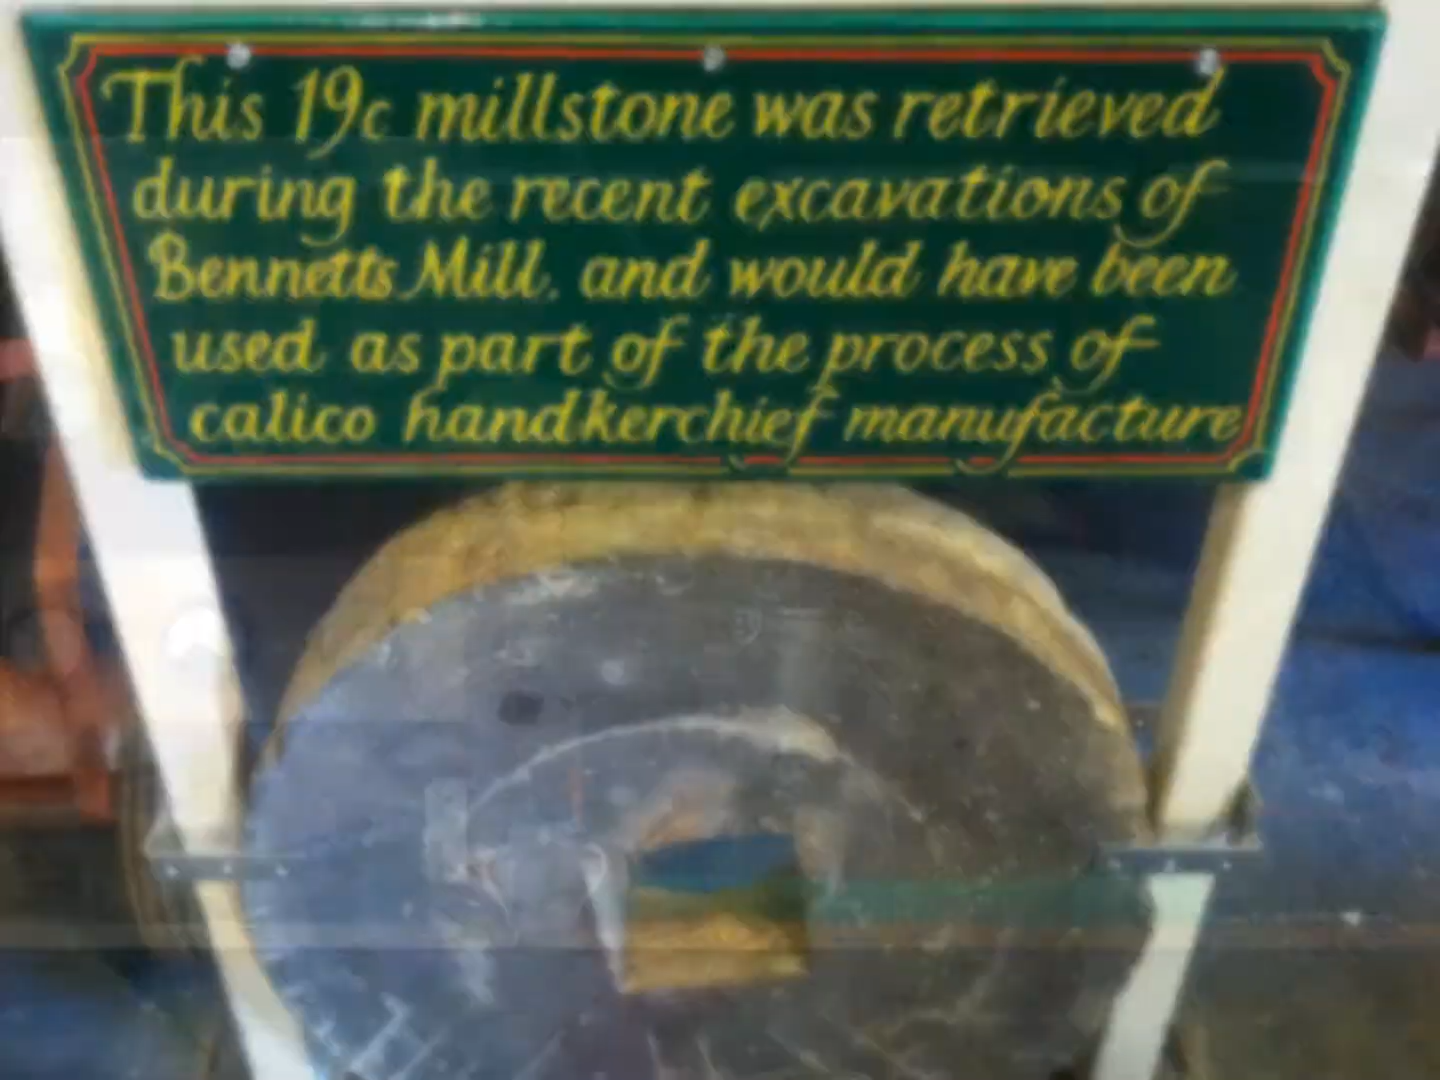 This 19c millstone was retrieved
during the recent excavations of
Bennetts Mill. and would have been
used as part of the process of
calico handkerchief manufacture